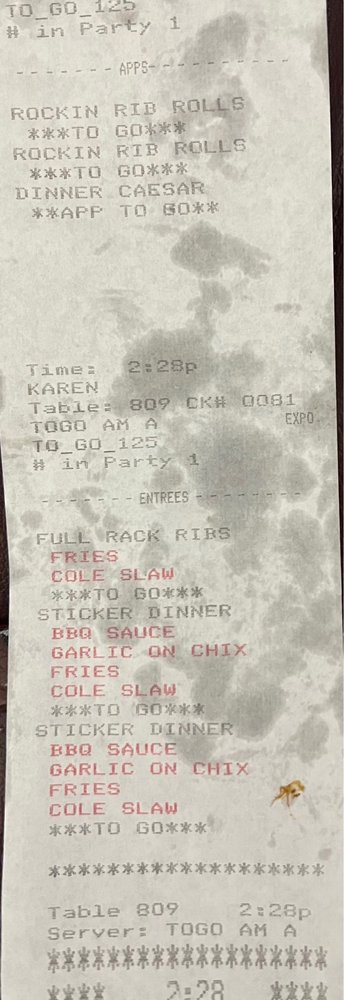 TO_GO_125
# in Party 1
-------APPS----------
ROCKIN RIB ROLLS
***TO GO***
ROCKIN RIB ROLLS
***TO GO***
DINNER CAESAR
**APP TO GO**
Time: 2:28p
KAREN
Table: 809 CK# 0081
TOGO AM A EXPO
TO_GO_125
# in Party 1
-------ENTREES--------
FULL RACK RIBS
FRIES
COLE SLAW
***TO GO***
STICKER DINNER
BBQ SAUCE
GARLIC ON CHIX
FRIES
COLE SLAW
***TO GO***
STICKER DINNER
BBQ SAUCE
GARLIC ON CHIX
FRIES
COLE SLAW
***TO GO***
*******************
Table 809 2:28p
Server: TOGO AM A
*******************
**** 2:28 ****